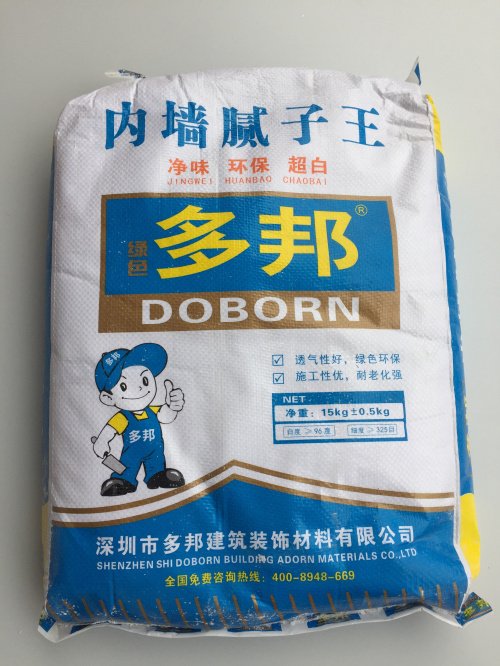 内墙腻子王
净味 环保 超白
JINGWEI HUANBAO CHAOBAI
绿色
多邦®
DOBORN
透气性好，绿色环保
施工性优，耐老化强
NET
净重：15kg±0.5kg
白度≥96度 细度≥325目
多邦
多邦
深圳市多邦建筑装饰材料有限公司
SHENZHEN SHI DOBORN BUILDING ADORN MATERIALS CO.,LTD
全国免费咨询热线：400-8948-669